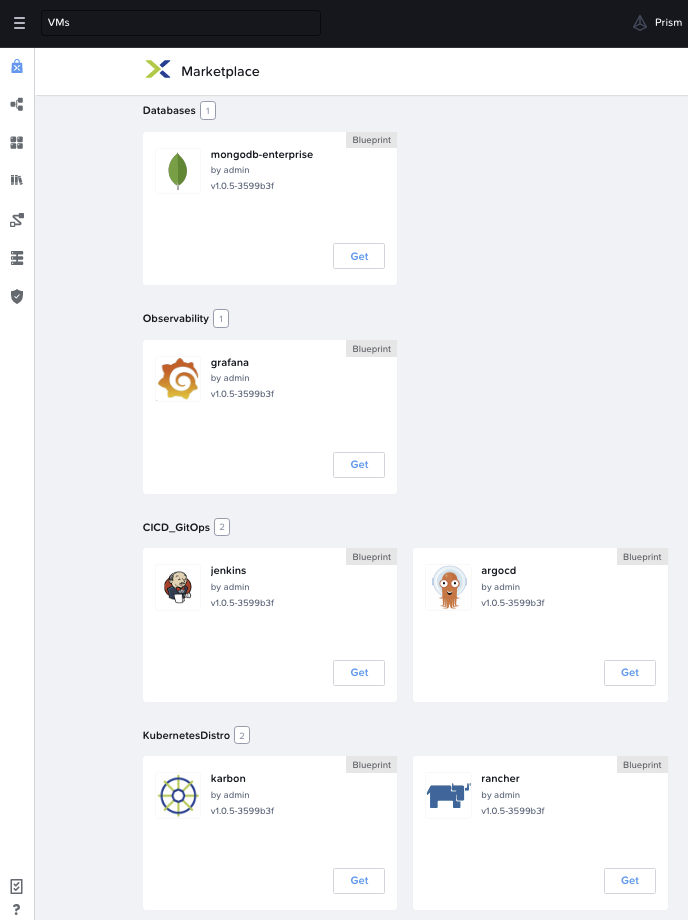 VMs
Prism
Marketplace
Databases 1
Blueprint
mongodb-enterprise
by admin
v1.0.5-3599b3f
Get
Observability 1
Blueprint
grafana
by admin
v1.0.5-3599b3f
Get
CICD_GitOps 2
Blueprint
jenkins
by admin
v1.0.5-3599b3f
Get
Blueprint
argocd
by admin
v1.0.5-3599b3f
Get
KubernetesDistro 2
Blueprint
karbon
by admin
v1.0.5-3599b3f
Get
Blueprint
rancher
by admin
v1.0.5-3599b3f
Get
?